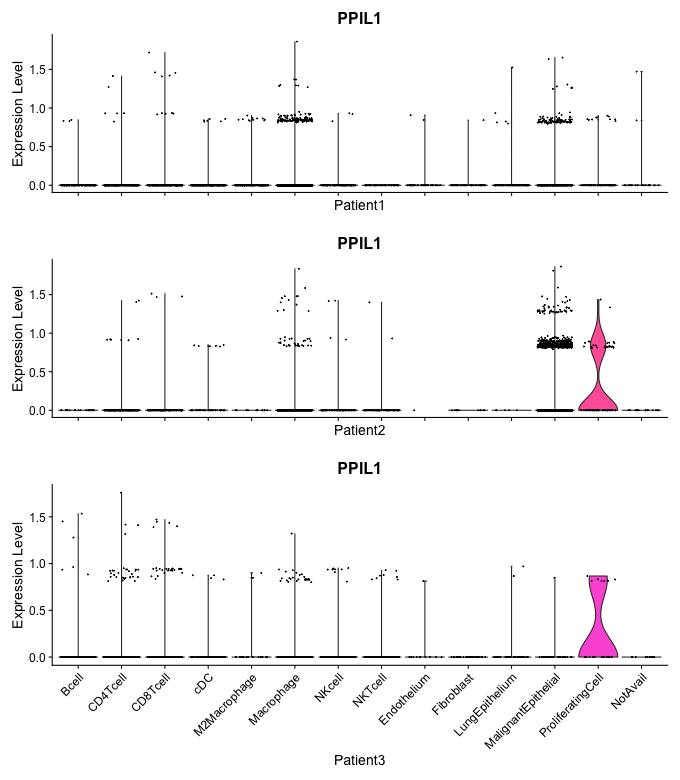 PPIL1
Expression Level
1.5
1.0
0.5
0.0
Patient1
PPIL1
Expression Level
1.5
1.0
0.5
0.0
Patient2
PPIL1
Expression Level
1.5
1.0
0.5
0.0
Bcell
CD4Tcell
CD8Tcell
cDC
M2Macrophage
Macrophage
NKcell
NKTcell
Endothelium
Fibroblast
LungEpithelium
MalignantEpithelial
ProliferatingCell
NotAvail
Patient3